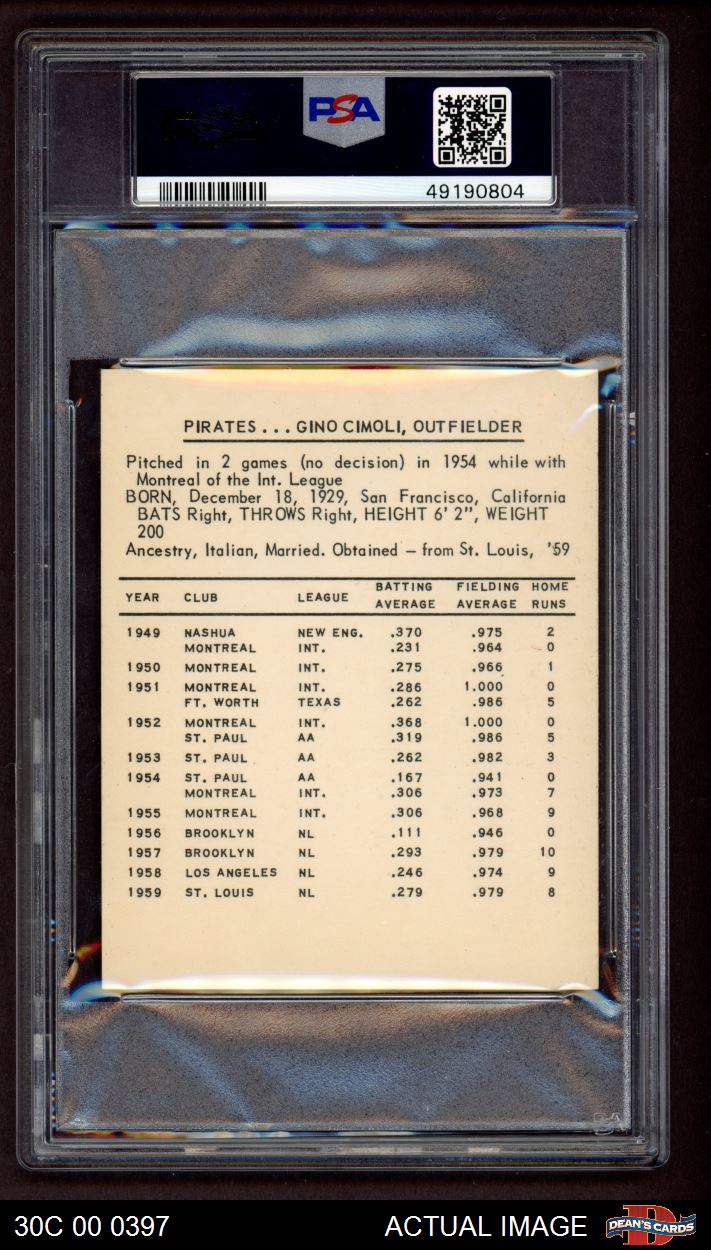 PSA
49190804
PIRATES . . . GINO CIMOLI, OUTFIELDER
Pitched in 2 games (no decision) in 1954 while with
Montreal of the Int. League
BORN, December 18, 1929, San Francisco, California
BATS Right, THROWS Right, HEIGHT 6' 2", WEIGHT
200
Ancestry, Italian, Married. Obtained – from St. Louis, '59
YEAR CLUB LEAGUE BATTING AVERAGE FIELDING AVERAGE HOME RUNS
1949 NASHUA NEW ENG. .370 .975 2
MONTREAL INT. .231 .964 0
1950 MONTREAL INT. .275 .966 1
1951 MONTREAL INT. .286 1.000 0
FT. WORTH TEXAS .262 .986 5
1952 MONTREAL INT. .368 1.000 0
ST. PAUL AA .319 .986 5
1953 ST. PAUL AA .262 .982 3
1954 ST. PAUL AA .167 .941 0
MONTREAL INT. .306 .973 7
1955 MONTREAL INT. .306 .968 9
1956 BROOKLYN NL .111 .946 0
1957 BROOKLYN NL .293 .979 10
1958 LOS ANGELES NL .246 .974 9
1959 ST. LOUIS NL .279 .979 8
PSA
30C 00 0397 ACTUAL IMAGE D DEAN'S CARDS